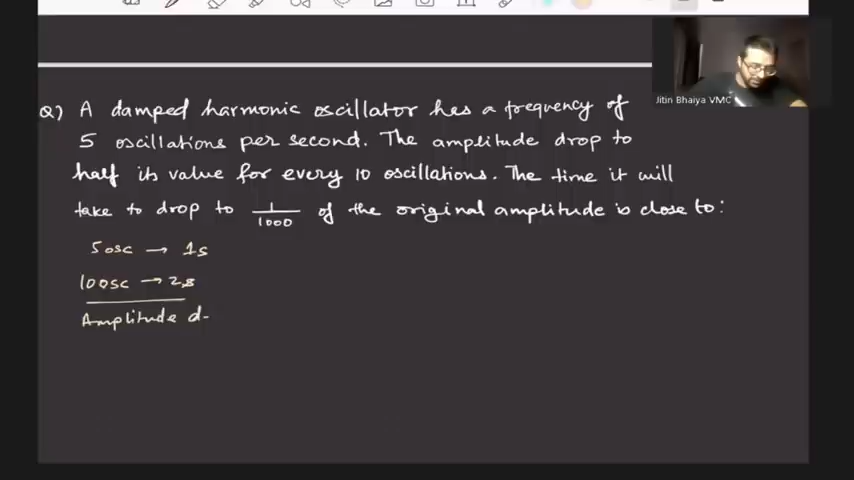 Jitin Bhaiya VMC
Q) A damped harmonic oscillator has a frequency of
5 oscillations per second. The amplitude drop to
half its value for every 10 oscillations. The time it will
take to drop to 1/1000 of the original amplitude is close to:
5 osc → 1s
10 osc → 2s
Amplitude d-